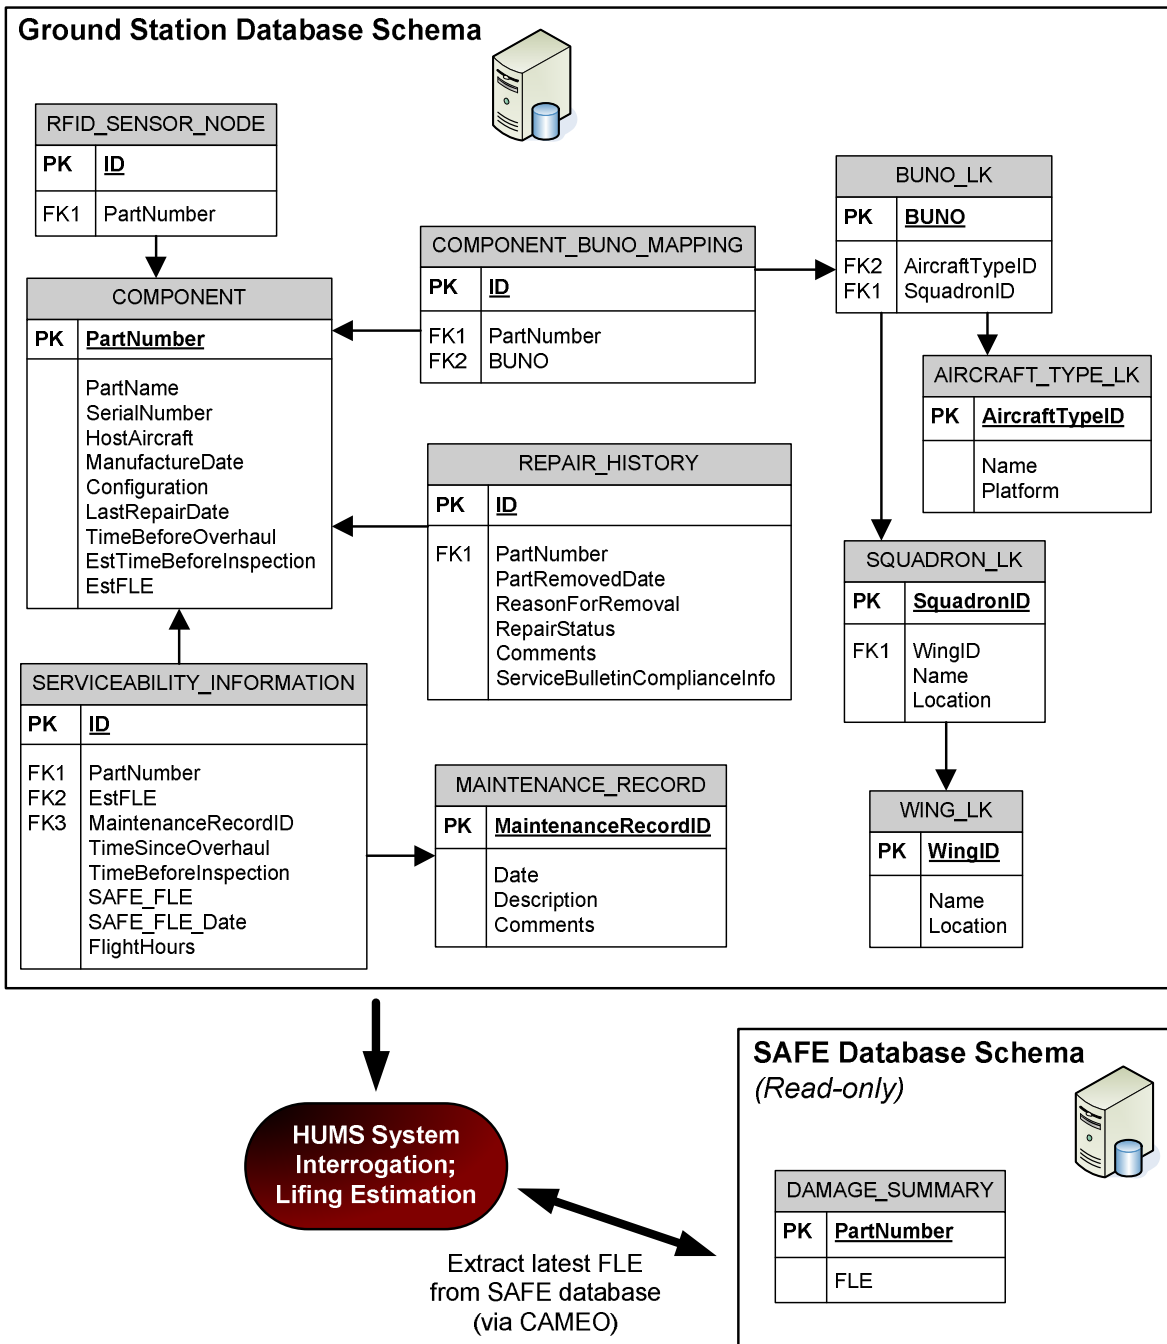 Ground Station Database Schema
RFID_SENSOR_NODE
PK ID
FK1 PartNumber
COMPONENT
PK PartNumber
PartName
SerialNumber
HostAircraft
ManufactureDate
Configuration
LastRepairDate
TimeBeforeOverhaul
EstTimeBeforeInspection
EstFLE
SERVICEABILITY_INFORMATION
PK ID
FK1 PartNumber
FK2 EstFLE
FK3 MaintenanceRecordID
TimeSinceOverhaul
TimeBeforeInspection
SAFE_FLE
SAFE_FLE_Date
FlightHours
COMPONENT_BUNO_MAPPING
PK ID
FK1 PartNumber
FK2 BUNO
REPAIR_HISTORY
PK ID
FK1 PartNumber
PartRemovedDate
ReasonForRemoval
RepairStatus
Comments
ServiceBulletinComplianceInfo
MAINTENANCE_RECORD
PK MaintenanceRecordID
Date
Description
Comments
BUNO_LK
PK BUNO
FK2 AircraftTypeID
FK1 SquadronID
AIRCRAFT_TYPE_LK
PK AircraftTypeID
Name
Platform
SQUADRON_LK
PK SquadronID
FK1 WingID
Name
Location
WING_LK
PK WingID
Name
Location
HUMS System
Interrogation;
Lifing Estimation
Extract latest FLE
from SAFE database
(via CAMEO)
SAFE Database Schema
(Read-only)
DAMAGE_SUMMARY
PK PartNumber
FLE